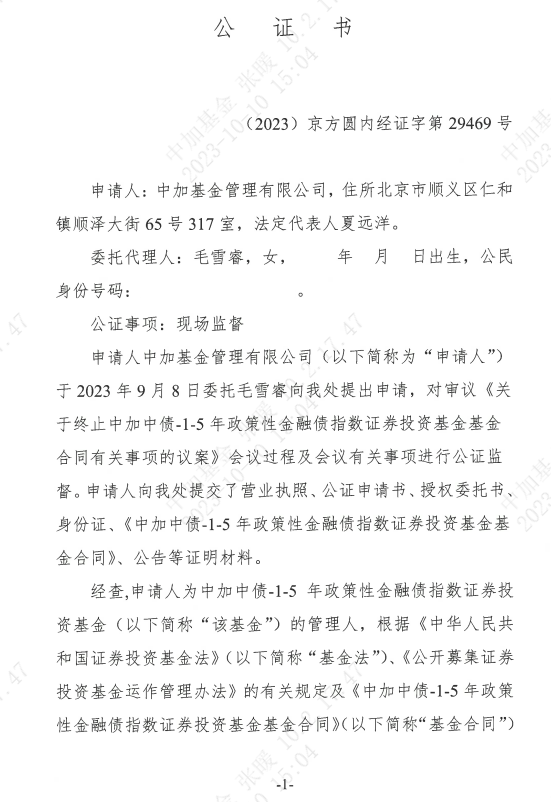 公 证 书
（2023）京方圆内经证字第 29469 号
申请人：中加基金管理有限公司，住所北京市顺义区仁和
镇顺泽大街 65 号 317 室，法定代表人夏远洋。
委托代理人：毛雪睿，女， 年 月 日出生，公民
身份号码： 。
公证事项：现场监督
申请人中加基金管理有限公司（以下简称为“申请人”）
于 2023 年 9 月 8 日委托毛雪睿向我处提出申请，对审议《关
于终止中加中债-1-5 年政策性金融债指数证券投资基金基金
合同有关事项的议案》会议过程及会议有关事项进行公证监
督。申请人向我处提交了营业执照、公证申请书、授权委托书、
身份证、《中加中债-1-5 年政策性金融债指数证券投资基金基
金合同》、公告等证明材料。
经查,申请人为中加中债-1-5 年政策性金融债指数证券投
资基金（以下简称“该基金”）的管理人，根据《中华人民共
和国证券投资基金法》（以下简称“基金法”）、《公开募集证券
投资基金运作管理办法》的有关规定及《中加中债-1-5 年政策
性金融债指数证券投资基金基金合同》（以下简称“基金合同”）
-1-